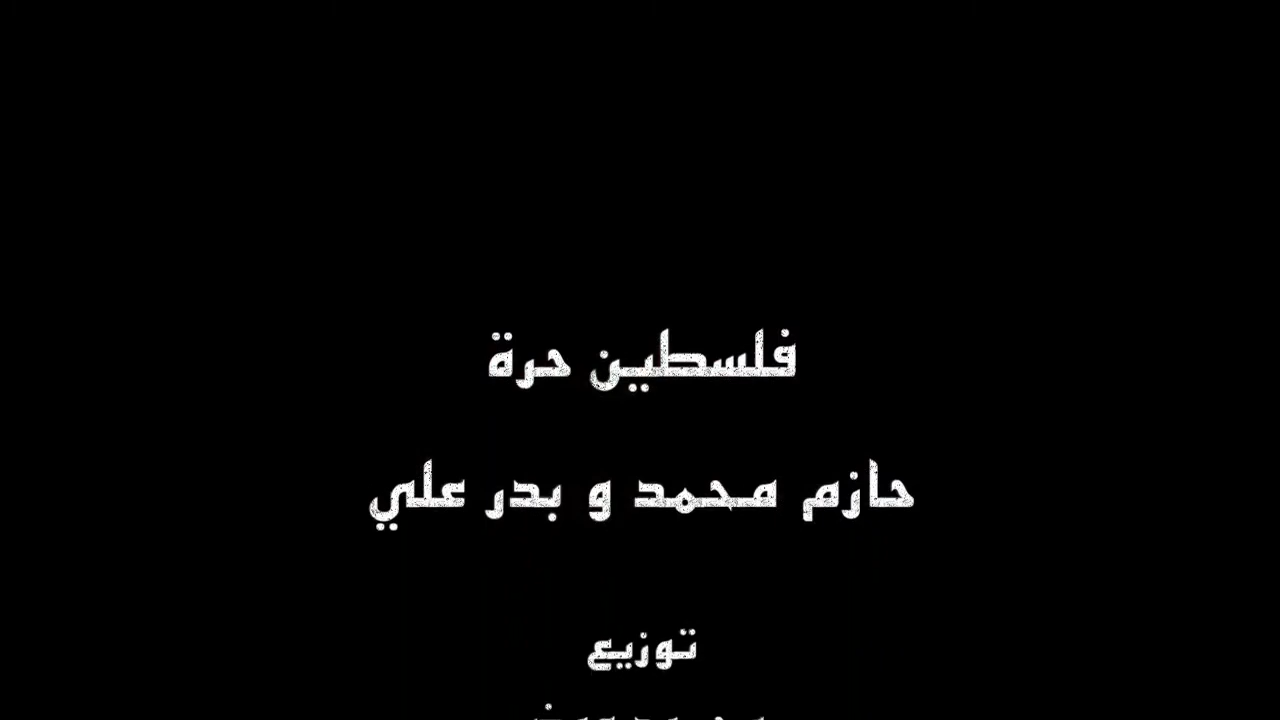 فلسطين حرة
حازم محمد و بدر علي
توزيع